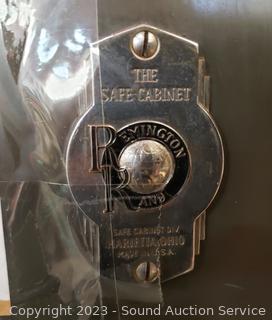 THE
SAFE-CABINET
REMINGTON
RAND
SAFE CABINET DIV.
MARIETTA, OHIO
MADE IN U.S.A.
Copyright 2023 - Sound Auction Service